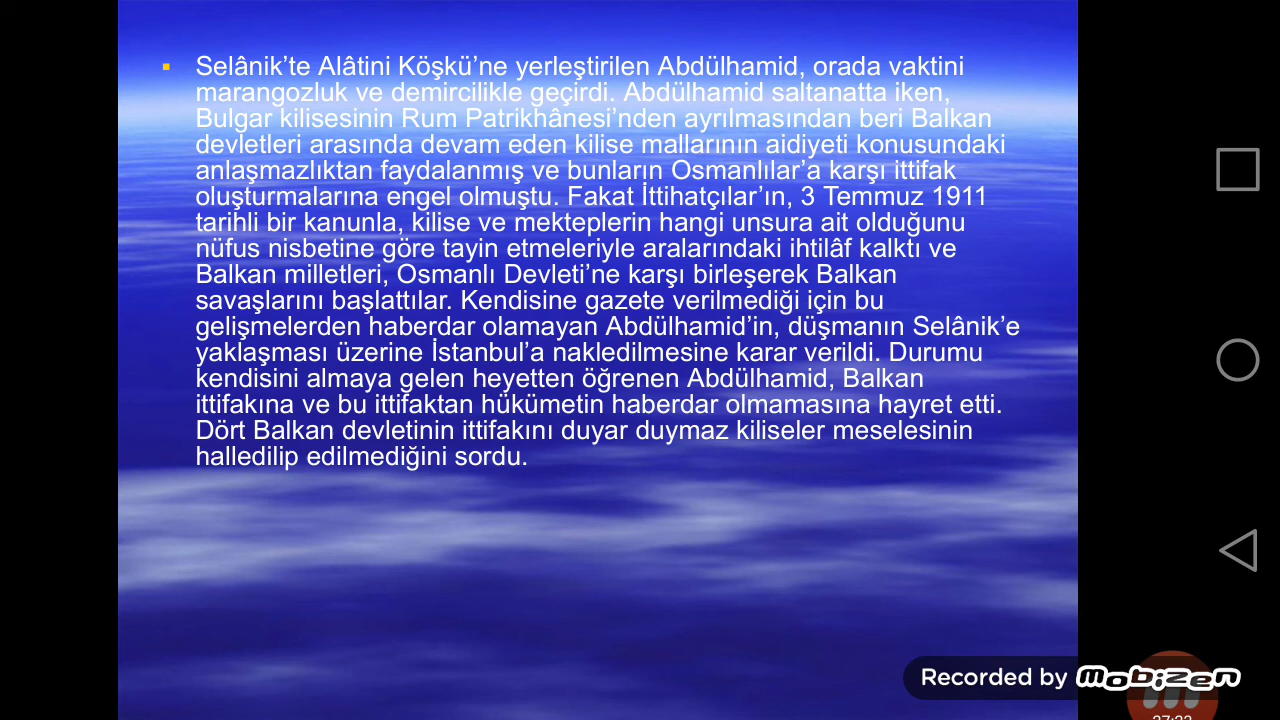 Selânik’te Alâtini Köşkü’ne yerleştirilen Abdülhamid, orada vaktini
marangozluk ve demircilikle geçirdi. Abdülhamid saltanatta iken,
Bulgar kilisesinin Rum Patrikhânesi’nden ayrılmasından beri Balkan
devletleri arasında devam eden kilise mallarının aidiyeti konusundaki
anlaşmazlıktan faydalanmış ve bunların Osmanlılar’a karşı ittifak
oluşturmalarına engel olmuştu. Fakat İttihatçılar’ın, 3 Temmuz 1911
tarihli bir kanunla, kilise ve mekteplerin hangi unsura ait olduğunu
nüfus nisbetine göre tayin etmeleriyle aralarındaki ihtilâf kalktı ve
Balkan milletleri, Osmanlı Devleti’ne karşı birleşerek Balkan
savaşlarını başlattılar. Kendisine gazete verilmediği için bu
gelişmelerden haberdar olamayan Abdülhamid’in, düşmanın Selânik’e
yaklaşması üzerine İstanbul’a nakledilmesine karar verildi. Durumu
kendisini almaya gelen heyetten öğrenen Abdülhamid, Balkan
ittifakına ve bu ittifaktan hükümetin haberdar olmamasına hayret etti.
Dört Balkan devletinin ittifakını duyar duymaz kiliseler meselesinin
halledilip edilmediğini sordu.
Recorded by mobizen